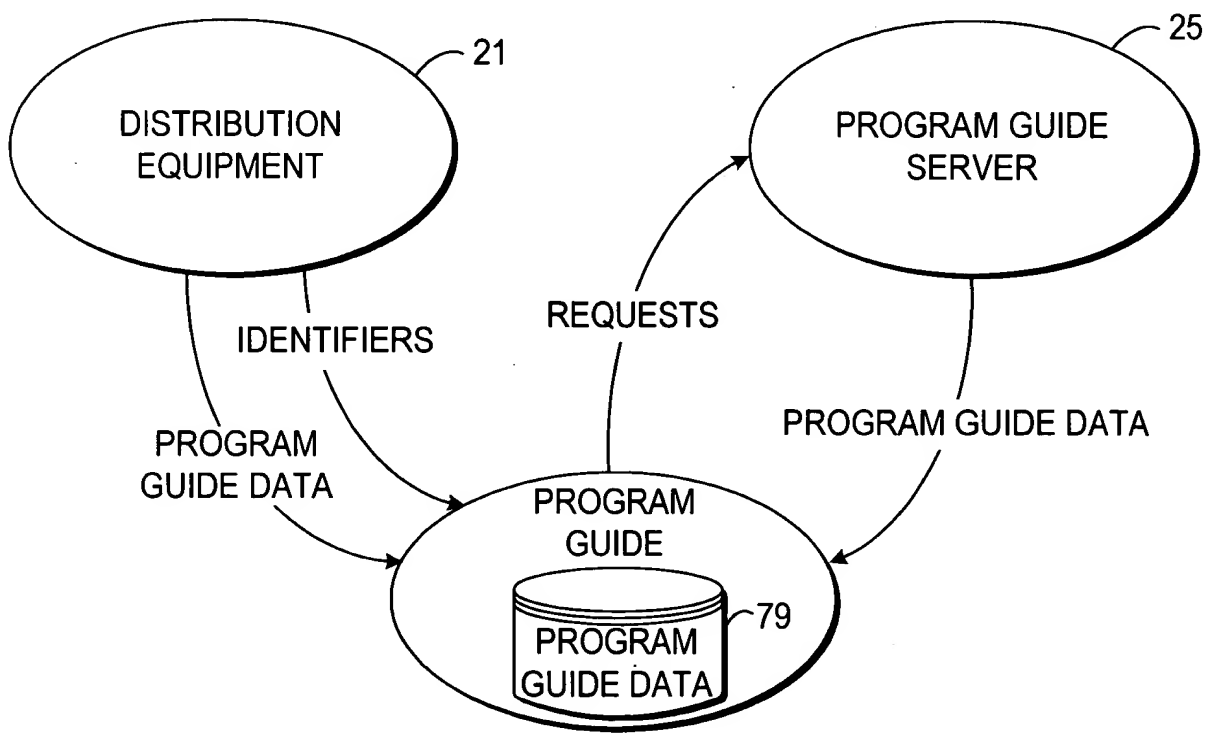 21
DISTRIBUTION
EQUIPMENT
25
PROGRAM GUIDE
SERVER
IDENTIFIERS
REQUESTS
PROGRAM
GUIDE DATA
PROGRAM GUIDE DATA
PROGRAM
GUIDE
79
PROGRAM
GUIDE DATA